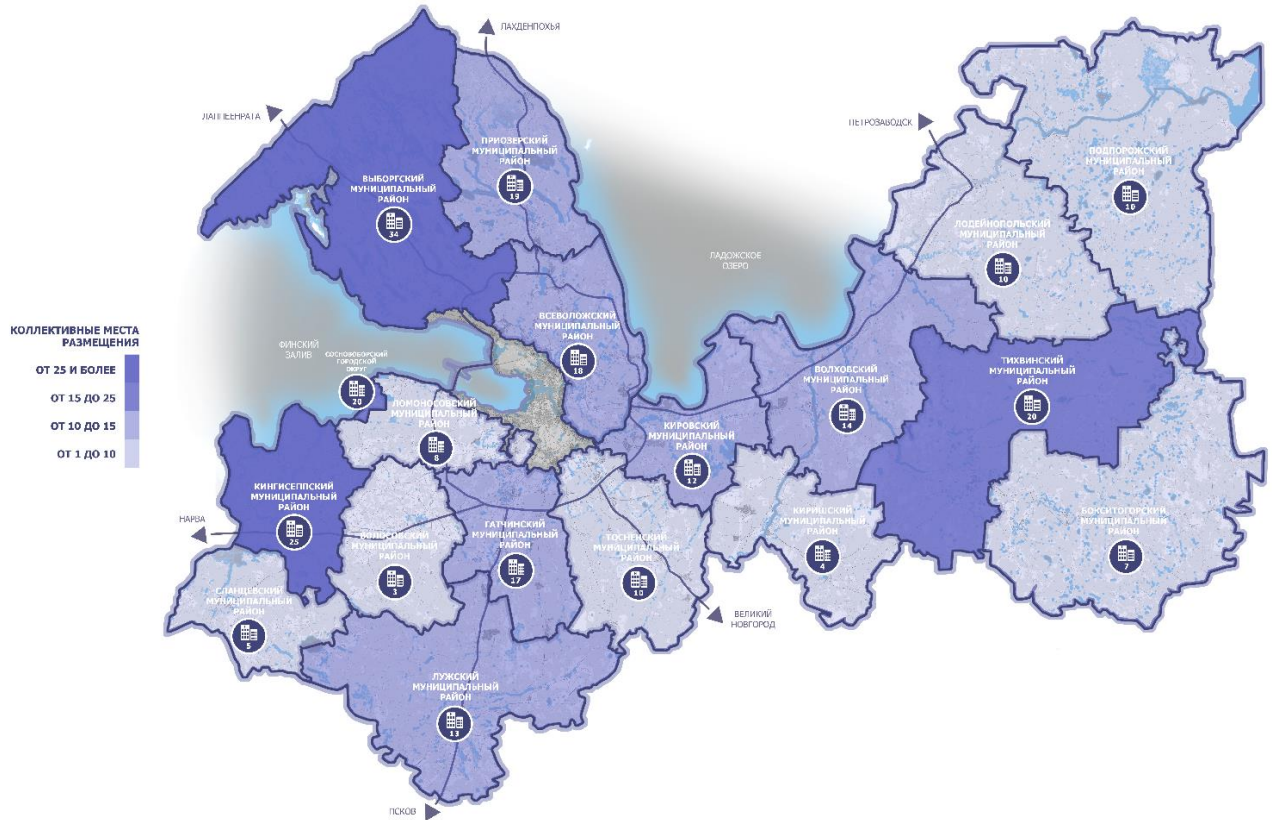 ЛАХДЕНПОХЬЯ
ЛАППЕЕНРАТА
ПЕТРОЗАВОДСК
ПРИОЗЕРСКИЙ
МУНИЦИПАЛЬНЫЙ
РАЙОН
19
ВЫБОРГСКИЙ
МУНИЦИПАЛЬНЫЙ
РАЙОН
34
ПОДПОРОЖСКИЙ
МУНИЦИПАЛЬНЫЙ
РАЙОН
10
ЛОДЕЙНОПОЛЬСКИЙ
МУНИЦИПАЛЬНЫЙ
РАЙОН
10
ЛАДОЖСКОЕ
ОЗЕРО
КОЛЛЕКТИВНЫЕ МЕСТА
РАЗМЕЩЕНИЯ
ОТ 25 И БОЛЕЕ
ОТ 15 ДО 25
ОТ 10 ДО 15
ОТ 1 ДО 10
ФИНСКИЙ
ЗАЛИВ
ВСЕВОЛОЖСКИЙ
МУНИЦИПАЛЬНЫЙ
РАЙОН
18
СОСНОВОБОРСКИЙ
ГОРОДСКОЙ
ОКРУГ
20
ЛОМОНОСОВСКИЙ
МУНИЦИПАЛЬНЫЙ
РАЙОН
8
КИРОВСКИЙ
МУНИЦИПАЛЬНЫЙ
РАЙОН
12
ВОЛХОВСКИЙ
МУНИЦИПАЛЬНЫЙ
РАЙОН
14
ТИХВИНСКИЙ
МУНИЦИПАЛЬНЫЙ
РАЙОН
20
КИНГИСЕППСКИЙ
МУНИЦИПАЛЬНЫЙ
РАЙОН
25
НАРВА
ВОЛОСОВСКИЙ
МУНИЦИПАЛЬНЫЙ
РАЙОН
3
ГАТЧИНСКИЙ
МУНИЦИПАЛЬНЫЙ
РАЙОН
17
ТОСНЕНСКИЙ
МУНИЦИПАЛЬНЫЙ
РАЙОН
10
КИРИШСКИЙ
МУНИЦИПАЛЬНЫЙ
РАЙОН
4
БОКСИТОГОРСКИЙ
МУНИЦИПАЛЬНЫЙ
РАЙОН
7
СЛАНЦЕВСКИЙ
МУНИЦИПАЛЬНЫЙ
РАЙОН
5
ВЕЛИКИЙ
НОВГОРОД
ЛУЖСКИЙ
МУНИЦИПАЛЬНЫЙ
РАЙОН
13
ПСКОВ